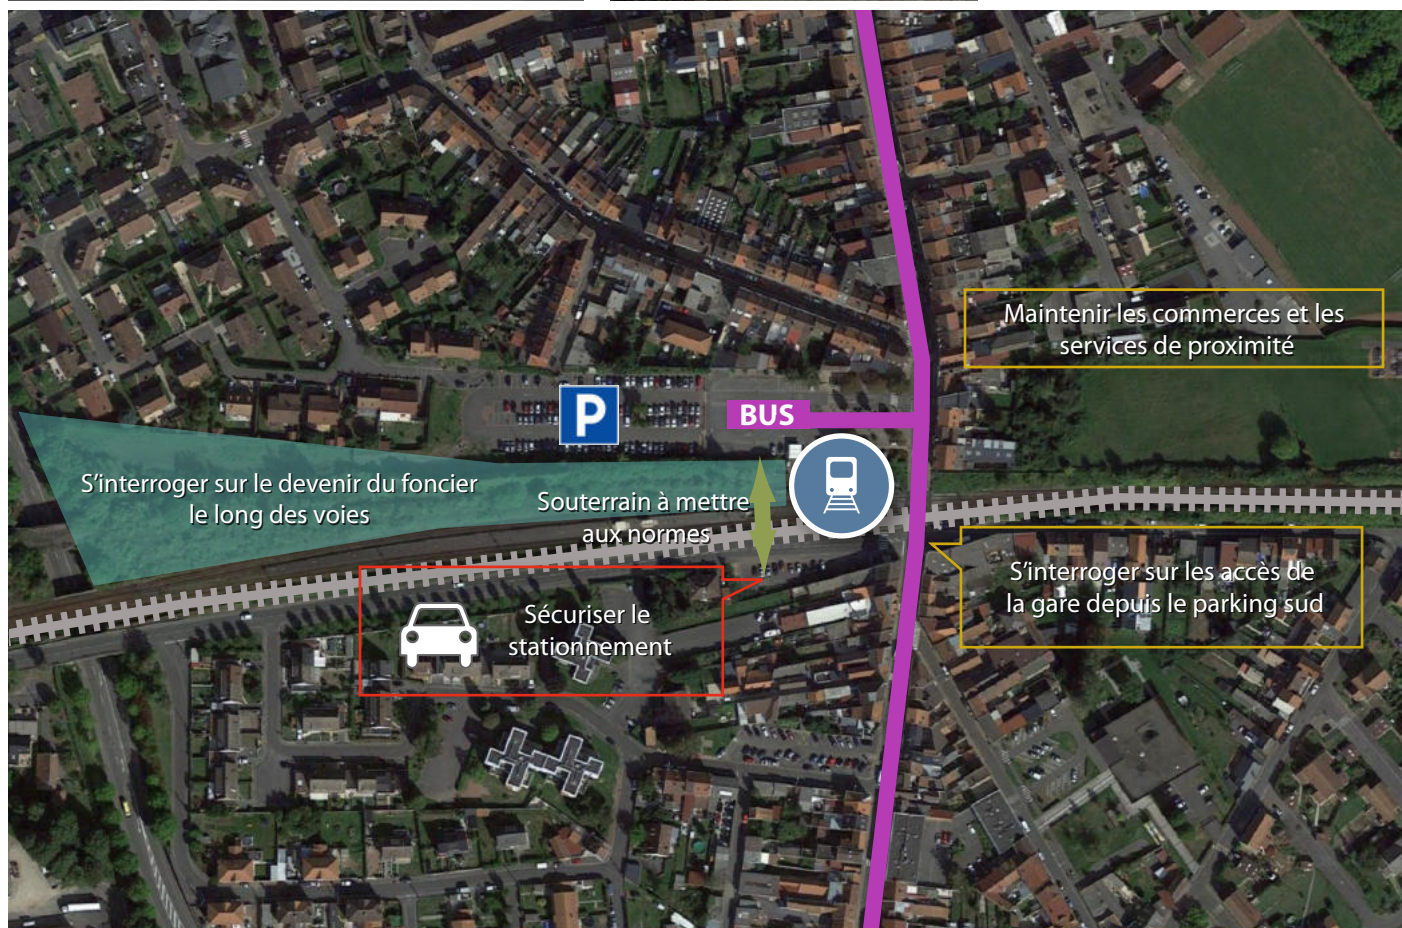 Maintenir les commerces et les
services de proximité
P
BUS
S'interroger sur le devenir du foncier
le long des voies
Souterrain à mettre
aux normes
S'interroger sur les accès de
la gare depuis le parking sud
Sécuriser le
stationnement